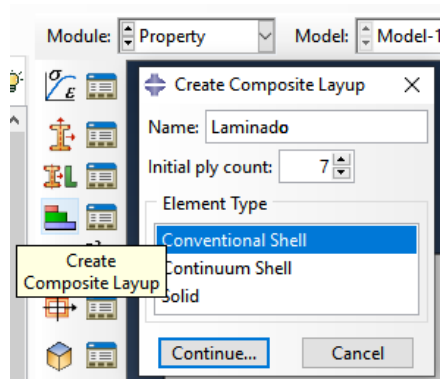 Module: Property Model: Model-1
σ ε
Create Composite Layup
Name: Laminado
Initial ply count: 7
L
Element Type
Conventional Shell
Continuum Shell
Solid
Create
Composite Layup
Continue... Cancel